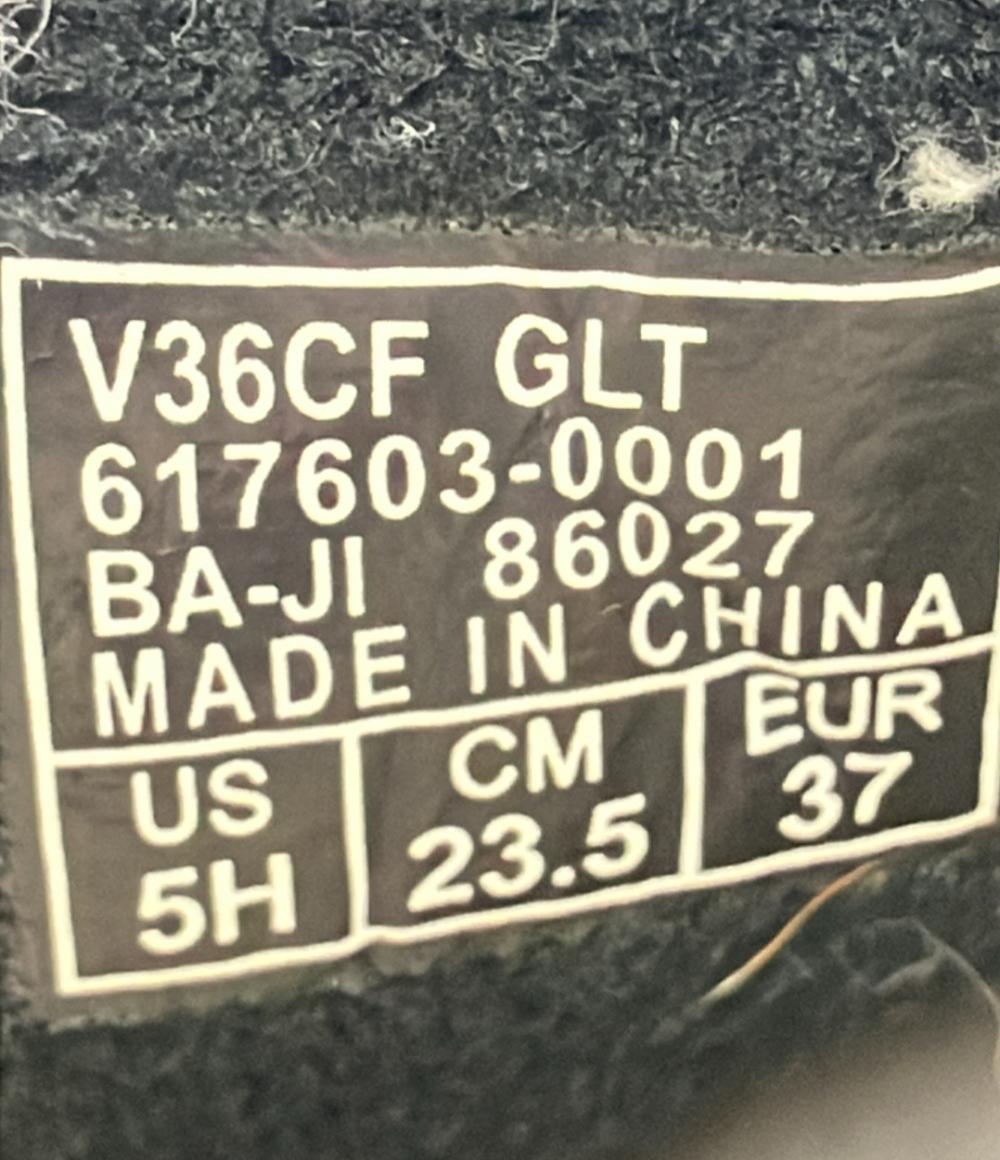 V36CF GLT
617603-0001
BA-JI 86027
MADE IN CHINA
US CM EUR
5H 23.5 37